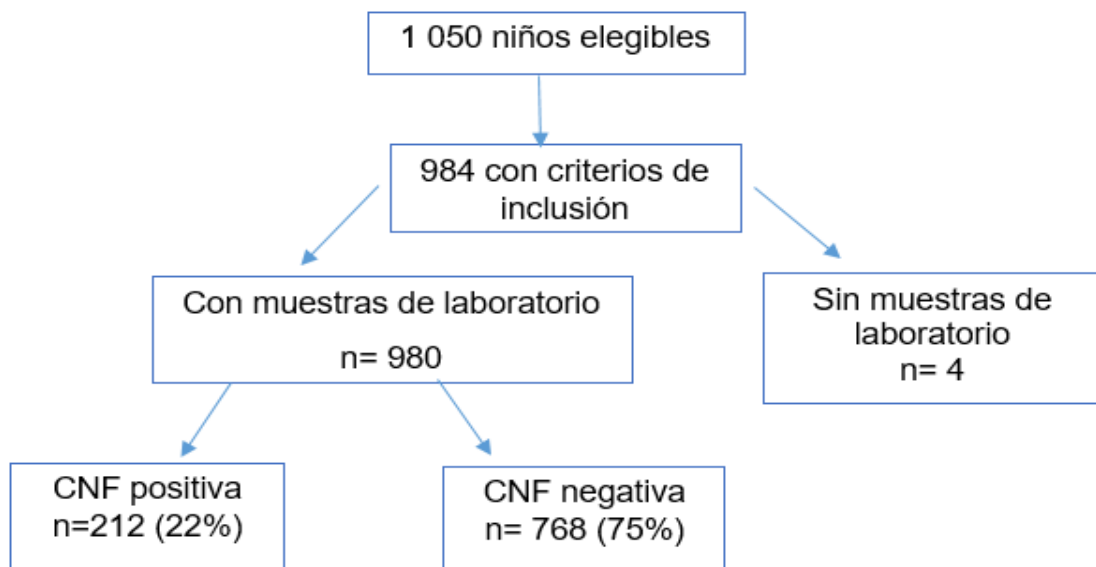 1 050 niños elegibles
984 con criterios de
inclusión
Con muestras de laboratorio
n= 980
Sin muestras de
laboratorio
n= 4
CNF positiva
n=212 (22%)
CNF negativa
n= 768 (75%)